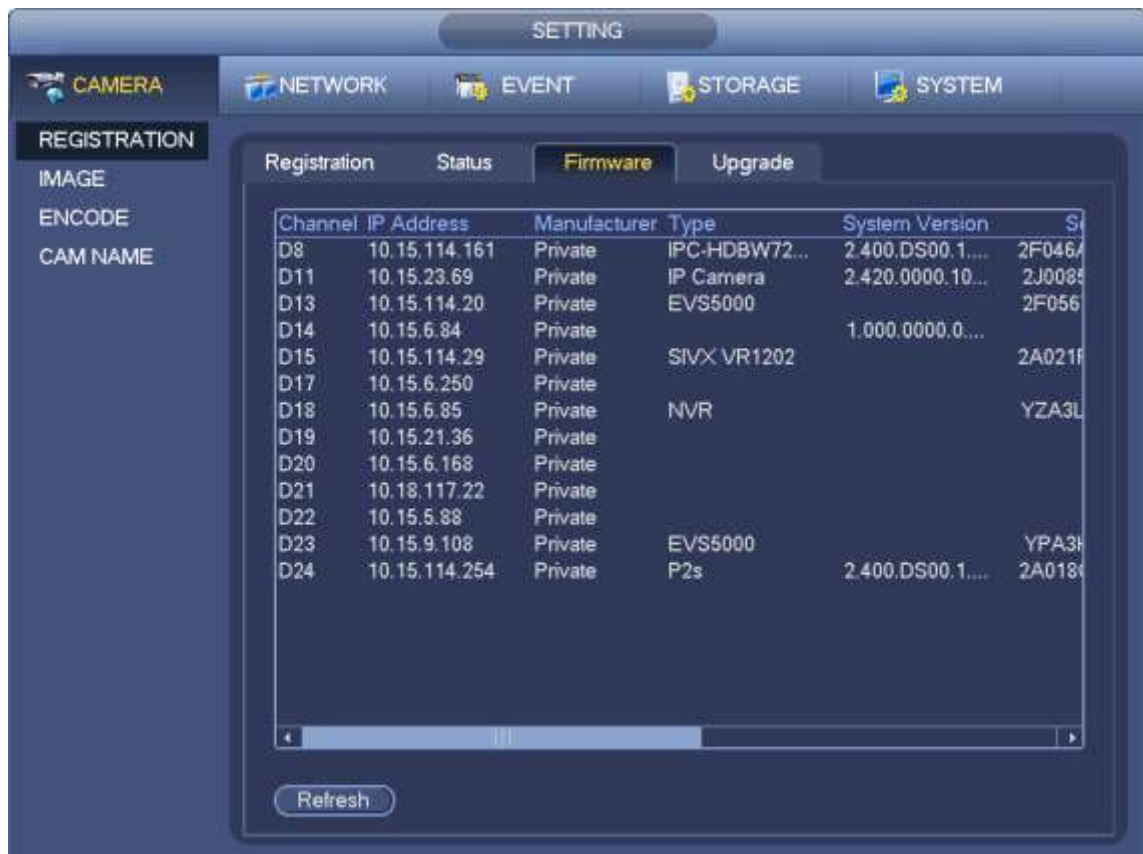 SETTING
CAMERA NETWORK EVENT STORAGE SYSTEM
REGISTRATION
IMAGE
ENCODE
CAM NAME
Registration Status Firmware Upgrade
Channel IP Address Manufacturer Type System Version
D8 10.15.114.161 Private IPC-HDBW72... 2.400.DS00.1.... 2F046A
D11 10.15.23.69 Private IP Camera 2.420.0000.10... 2J0085
D13 10.15.114.20 Private EVS5000 2F056
D14 10.15.6.84 Private 1.000.0000.0....
D15 10.15.114.29 Private SIVX VR1202 2A021F
D17 10.15.6.250 Private
D18 10.15.6.85 Private NVR YZA3L
D19 10.15.21.36 Private
D20 10.15.6.168 Private
D21 10.18.117.22 Private
D22 10.15.5.88 Private
D23 10.15.9.108 Private EVS5000 YPA3H
D24 10.15.114.254 Private P2s 2.400.DS00.1.... 2A018
Refresh